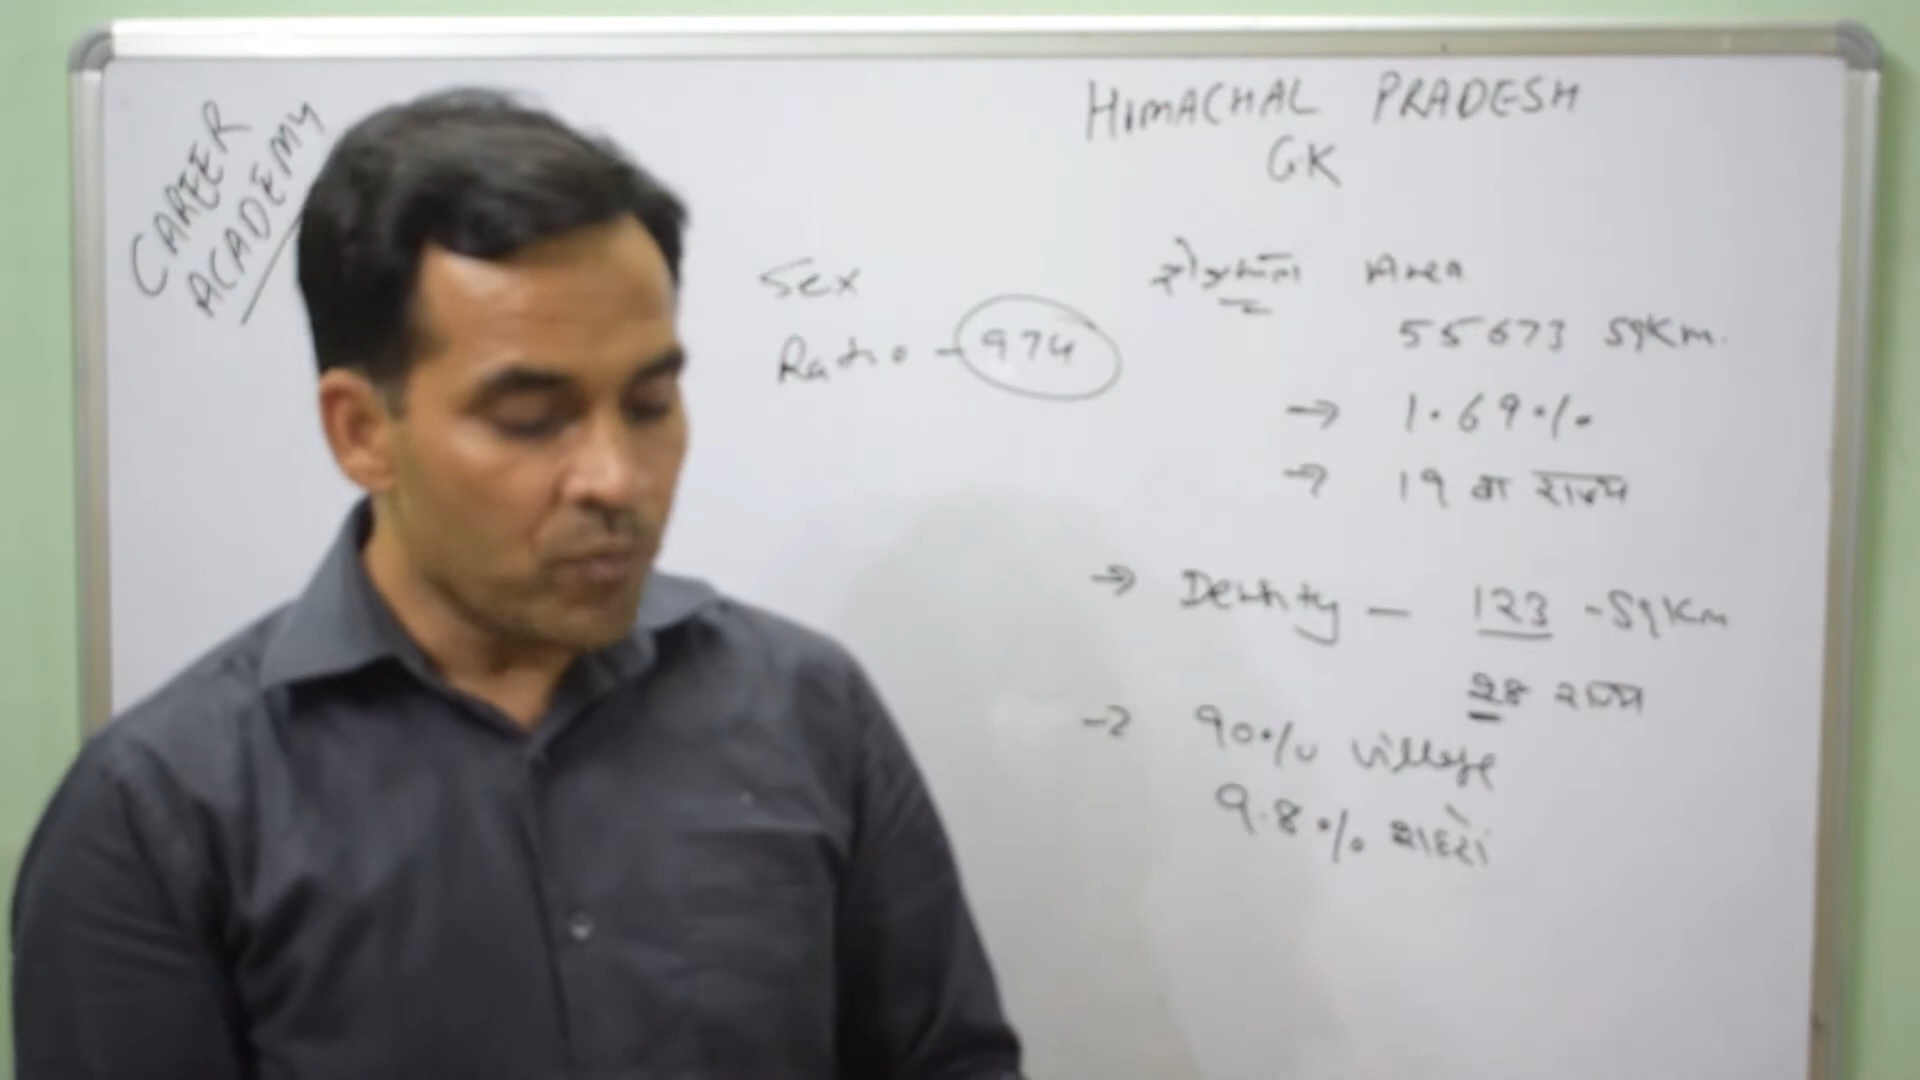 CAREER
ACADEMY
HIMACHAL PRADESH
G.K
Sex
Ratio - 974
क्षेत्रफल Area
55673 SqKm.
→ 1.69%
→ 19 वा राज्य
→ Density - 123 - SqKm
28 राज्य
→ 90% village
9.8% शहरी